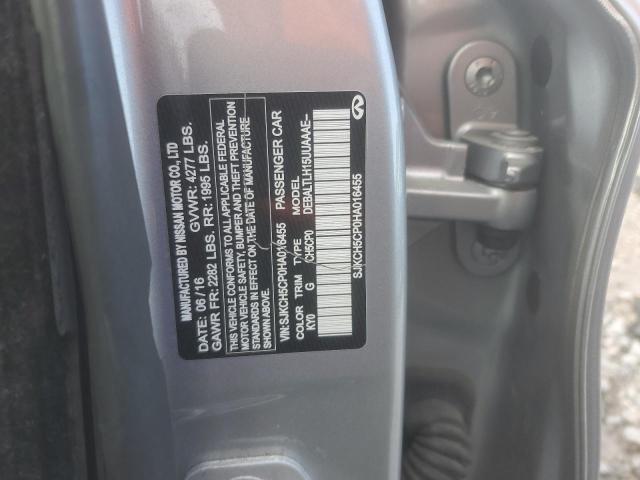 MANUFACTURED BY NISSAN MOTOR CO., LTD
GVWR: 4277 LBS.
DATE: 06/16
GAWR FR: 2282 LBS. RR: 1995 LBS.
THIS VEHICLE CONFORMS TO ALL APPLICABLE FEDERAL
MOTOR VEHICLE SAFETY, BUMPER AND THEFT PREVENTION
STANDARDS IN EFFECT ON THE DATE OF MANUFACTURE
SHOWN ABOVE.
VIN: SJKCH5CP0HA016455 PASSENGER CAR
COLOR TRIM TYPE MODEL
KY0 G CH5CP0 DEBALTLH15UUAAAE-
SJKCH5CP0HA016455